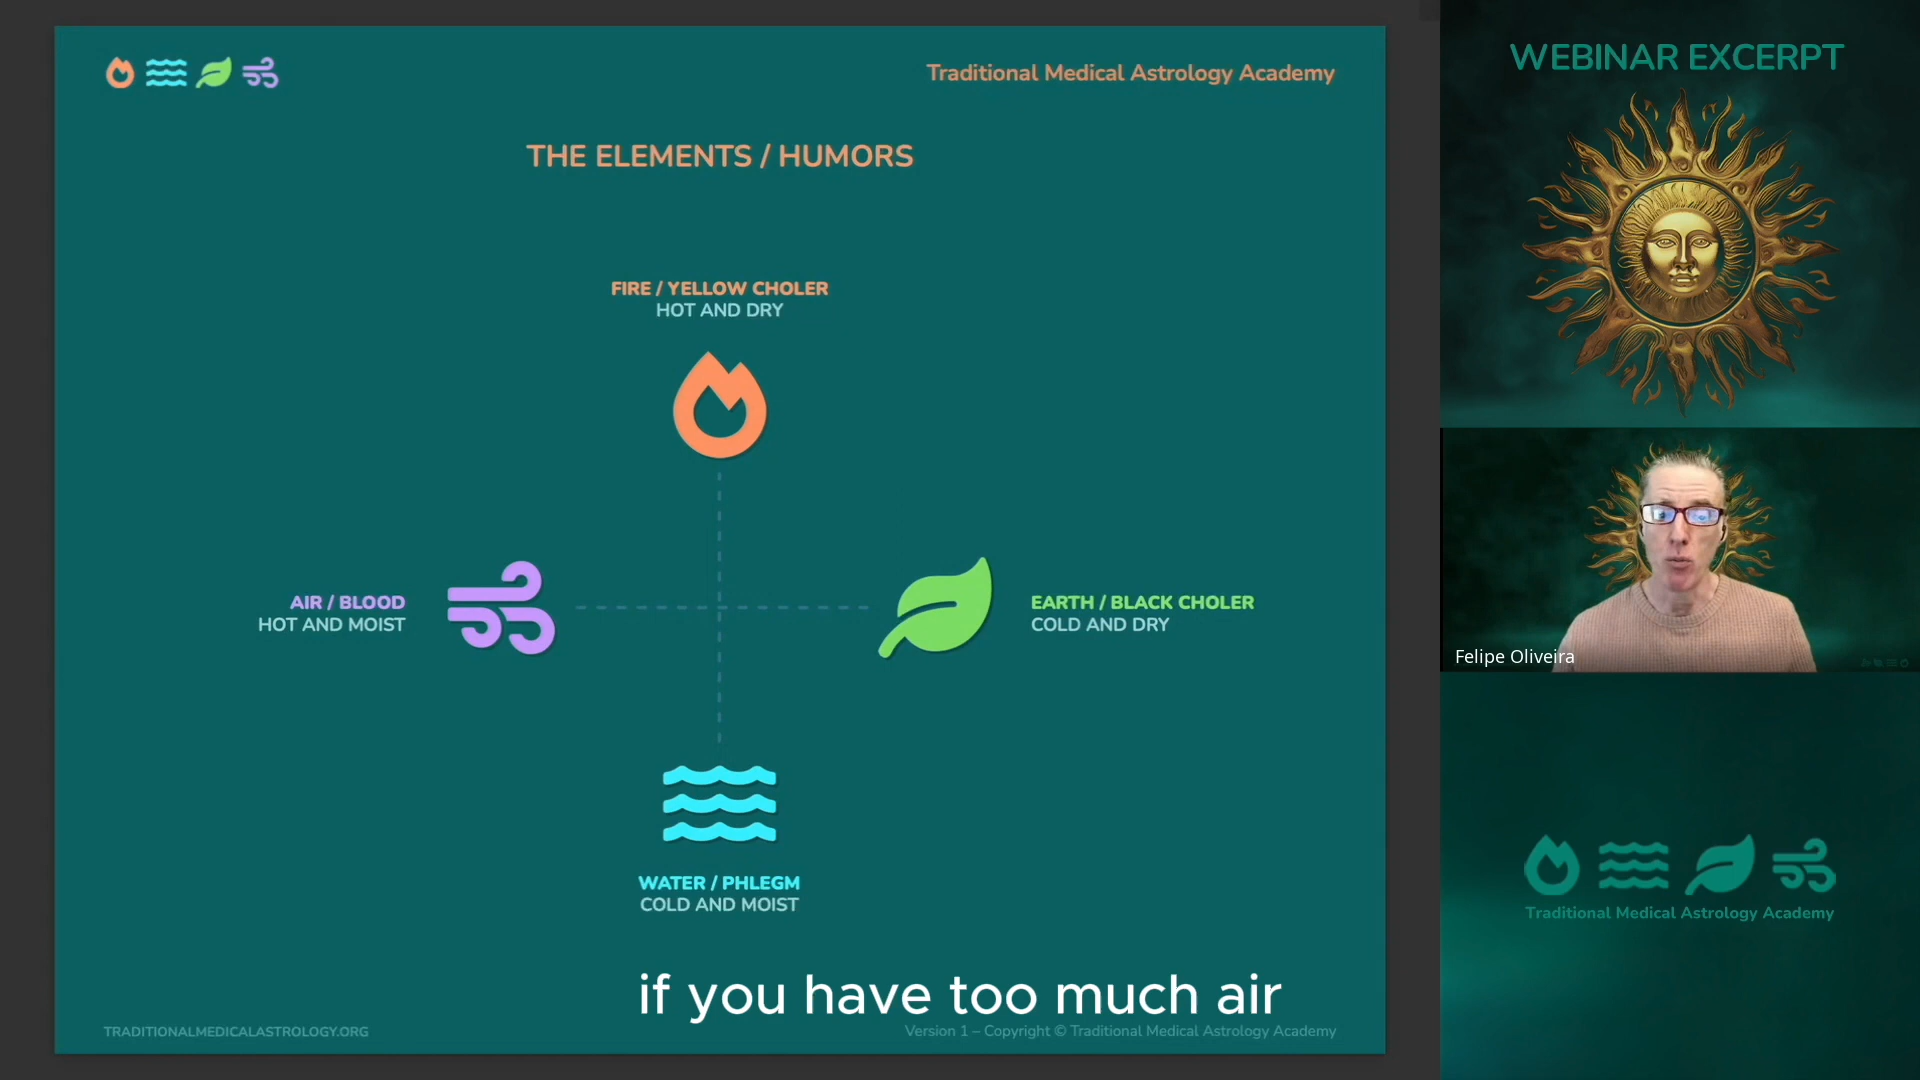 Traditional Medical Astrology Academy
THE ELEMENTS / HUMORS
FIRE / YELLOW CHOLER
HOT AND DRY
AIR / BLOOD
HOT AND MOIST
EARTH / BLACK CHOLER
COLD AND DRY
WATER / PHLEGM
COLD AND MOIST
if you have too much air
TRADITIONALMEDICALASTROLOGY.ORG
Version 1 – Copyright © Traditional Medical Astrology Academy
WEBINAR EXCERPT
Felipe Oliveira
Traditional Medical Astrology Academy